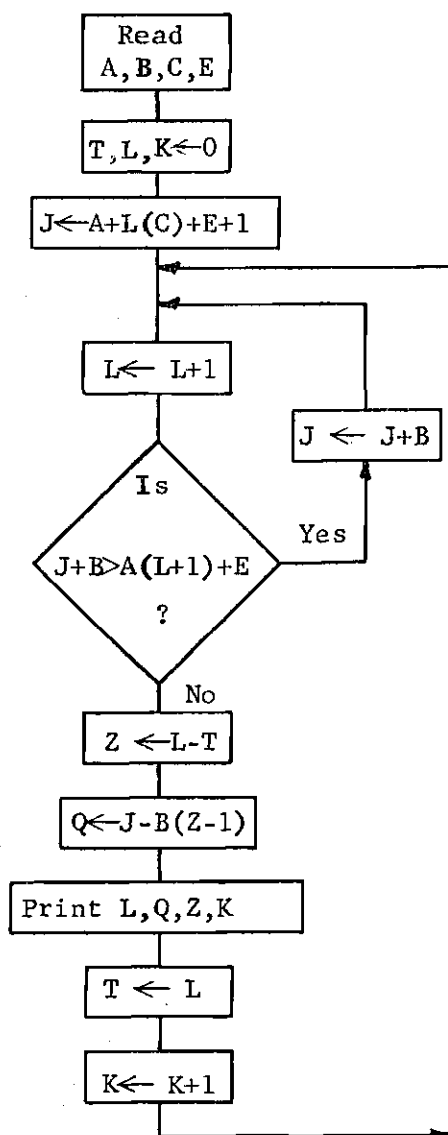 Read
A,B,C,E
T,L,K←0
J←A+L(C)+E+1
L← L+1
J ← J+B
Is
Yes
J+B>A(L+1)+E
?
No
Z ←L-T
Q←J-B(Z-1)
Print L,Q,Z,K
T ← L
K← K+1